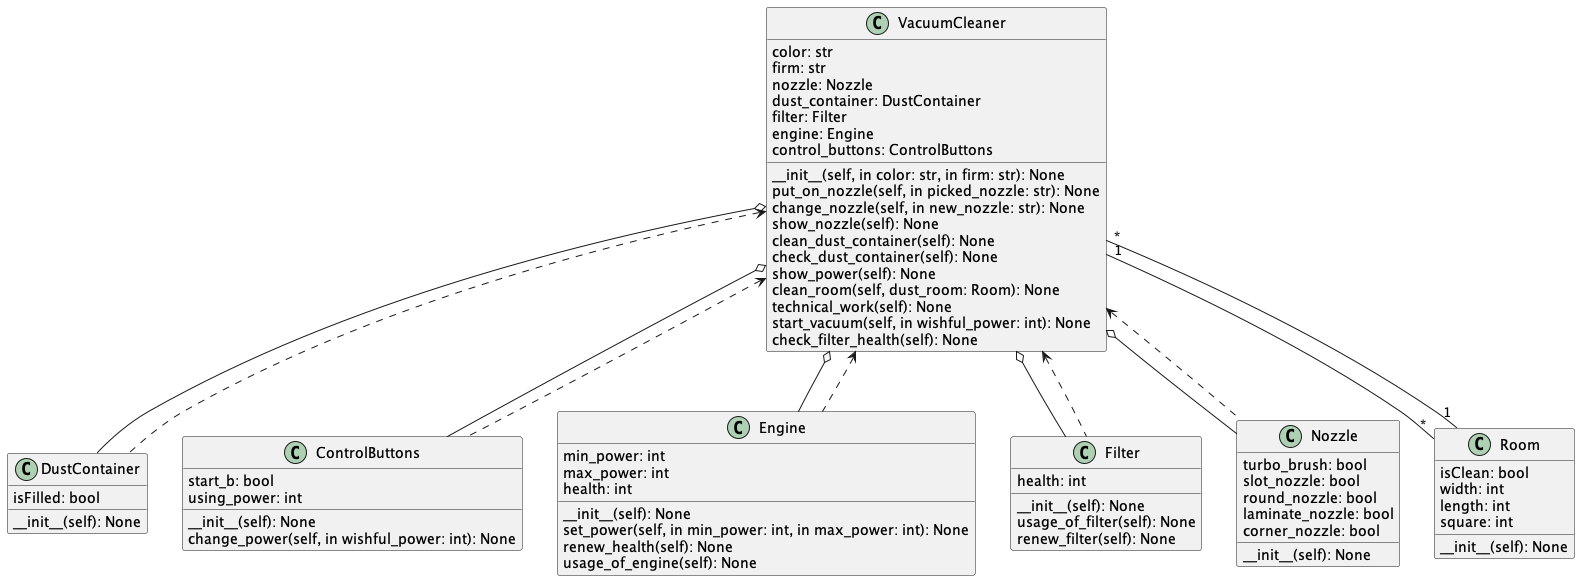 C VacuumCleaner
color: str
firm: str
nozzle: Nozzle
dust_container: DustContainer
filter: Filter
engine: Engine
control_buttons: ControlButtons
__init__(self, in color: str, in firm: str): None
put_on_nozzle(self, in picked_nozzle: str): None
change_nozzle(self, in new_nozzle: str): None
show_nozzle(self): None
clean_dust_container(self): None
check_dust_container(self): None
show_power(self): None
clean_room(self, dust_room: Room): None
technical_work(self): None
start_vacuum(self, in wishful_power: int): None
check_filter_health(self): None
*
1
1
*
C DustContainer
isFilled: bool
__init__(self): None
C ControlButtons
start_b: bool
using_power: int
__init__(self): None
change_power(self, in wishful_power: int): None
C Engine
min_power: int
max_power: int
health: int
__init__(self): None
set_power(self, in min_power: int, in max_power: int): None
renew_health(self): None
usage_of_engine(self): None
C Filter
health: int
__init__(self): None
usage_of_filter(self): None
renew_filter(self): None
C Nozzle
turbo_brush: bool
slot_nozzle: bool
round_nozzle: bool
laminate_nozzle: bool
corner_nozzle: bool
__init__(self): None
C Room
isClean: bool
width: int
length: int
square: int
__init__(self): None